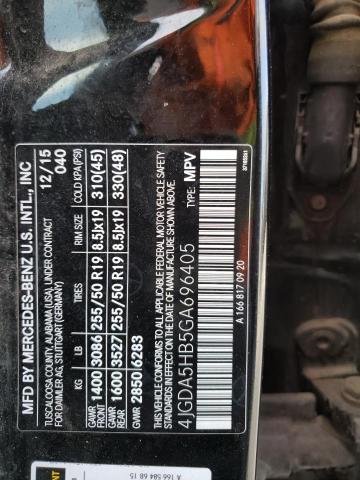 MFD BY MERCEDES-BENZ U.S. INTL., INC 12/15
TUSCALOOSA COUNTY, ALABAMA (USA), UNDER CONTRACT 040
FOR DAIMLER AG, STUTTGART (GERMANY)
KG LB TIRES RIM SIZE COLD KPA(PSI)
GAWR FRONT 1400 3086 255/50 R19 8.5Jx19 310(45)
GAWR REAR 1600 3527 255/50 R19 8.5Jx19 330(48)
GVWR 2850 6283
THIS VEHICLE CONFORMS TO ALL APPLICABLE FEDERAL MOTOR VEHICLE SAFETY
STANDARDS IN EFFECT ON THE DATE OF MANUFACTURE SHOWN ABOVE.
4JGDA5HB5GA696405 TYPE: MPV
A 166 817 09 20
A 166 584 68 15